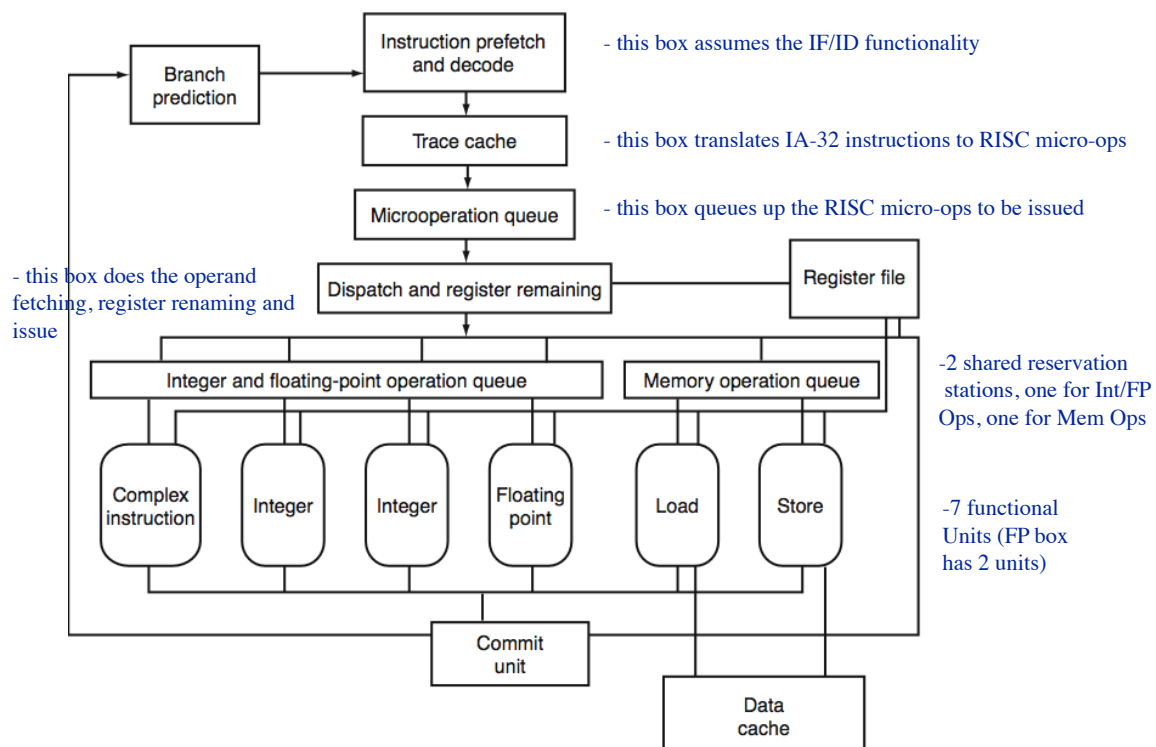 Instruction prefetch
and decode
- this box assumes the IF/ID functionality
Branch
prediction
Trace cache
- this box translates IA-32 instructions to RISC micro-ops
Microoperation queue
- this box queues up the RISC micro-ops to be issued
- this box does the operand
fetching, register renaming and
issue
Dispatch and register remaining
Register file
Integer and floating-point operation queue
Memory operation queue
-2 shared reservation
stations, one for Int/FP
Ops, one for Mem Ops
Complex
instruction
Integer
Integer
Floating
point
Load
Store
-7 functional
Units (FP box
has 2 units)
Commit
unit
Data
cache